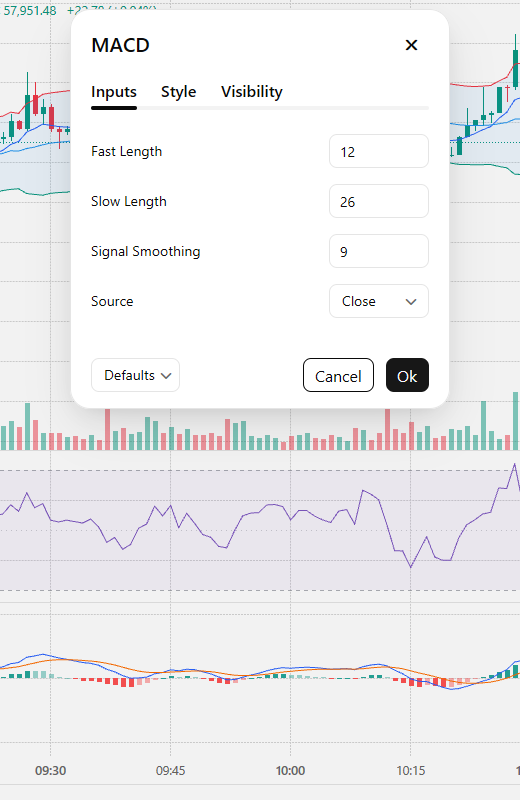 57,951.48
MACD
Inputs Style Visibility
Fast Length 12
Slow Length 26
Signal Smoothing 9
Source Close
Defaults Cancel Ok
09:30 09:45 10:00 10:15